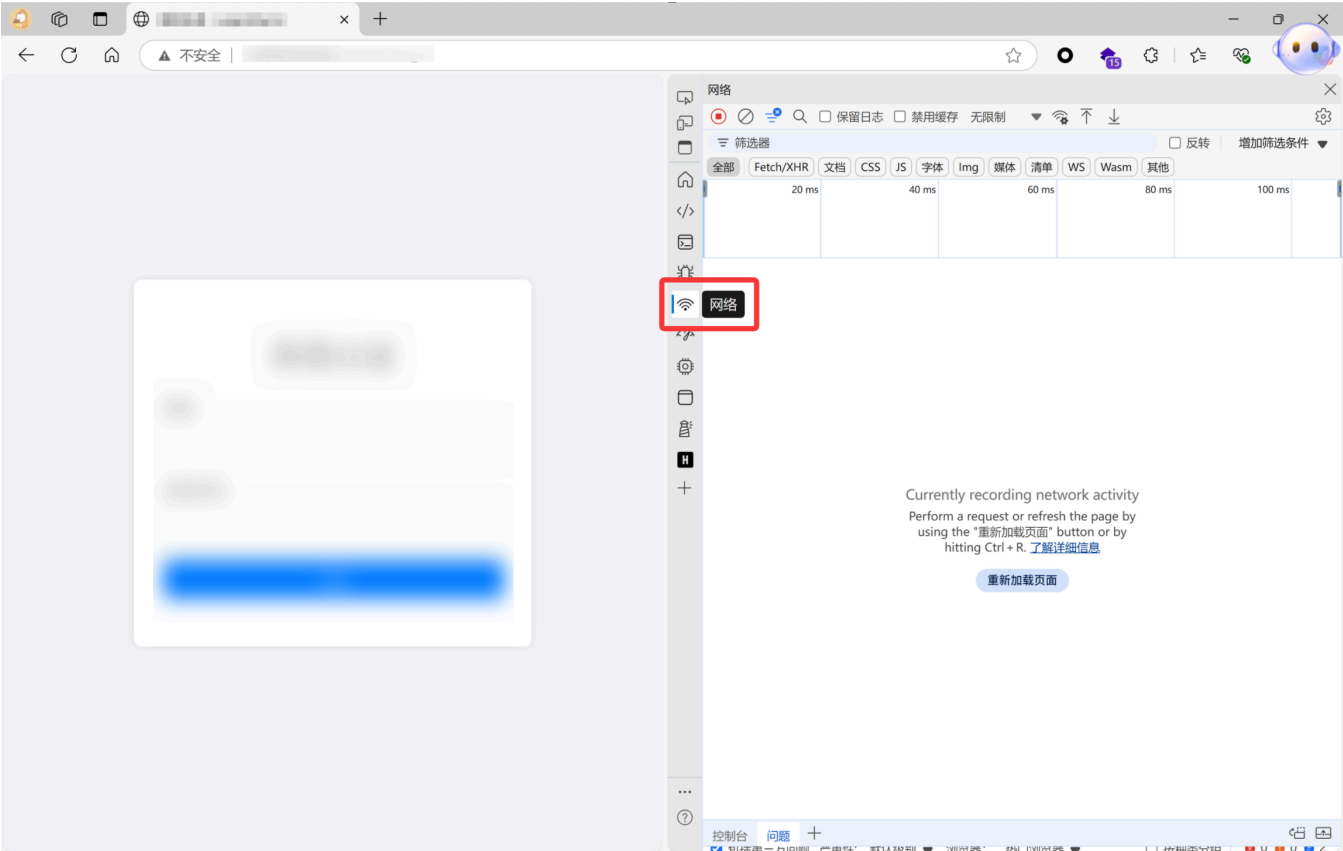 不安全
15
网络
保留日志 禁用缓存 无限制
筛选器 反转 增加筛选条件
全部 Fetch/XHR 文档 CSS JS 字体 Img 媒体 清单 WS Wasm 其他
20 ms 40 ms 60 ms 80 ms 100 ms
网络
H
Currently recording network activity
Perform a request or refresh the page by
using the "重新加载页面" button or by
hitting Ctrl + R. 了解详细信息
重新加载页面
控制台 问题